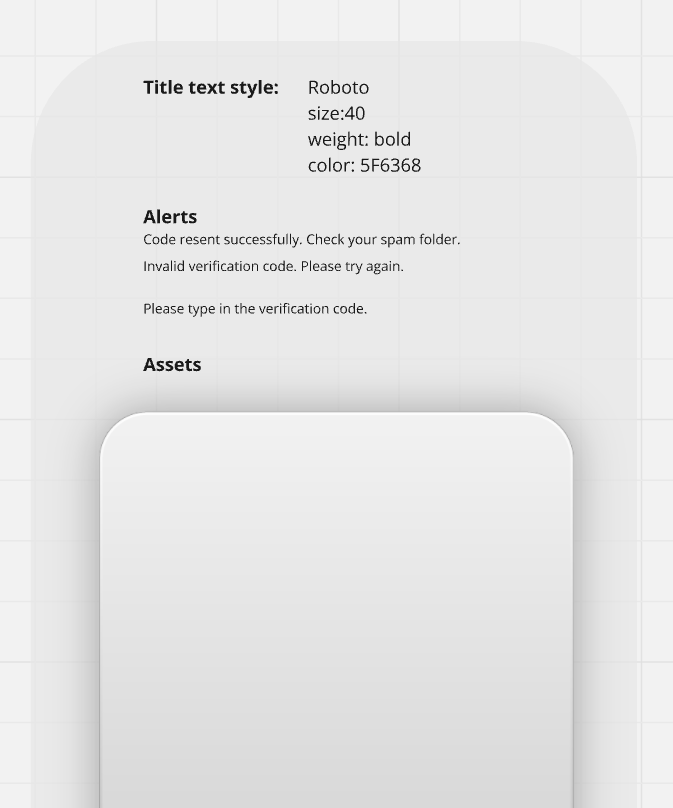 Title text style: Roboto
size:40
weight: bold
color: 5F6368
Alerts
Code resent successfully. Check your spam folder.
Invalid verification code. Please try again.
Please type in the verification code.
Assets